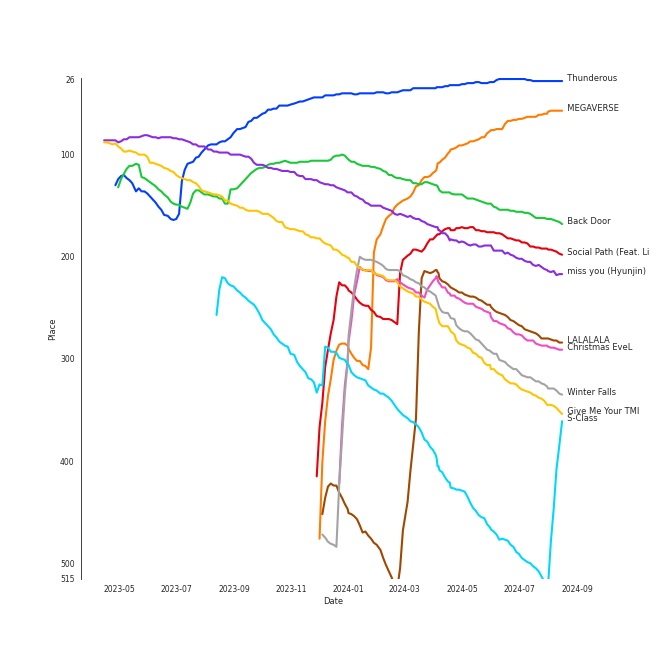 26
100
200
300
400
500
515
Place
2023-05
2023-07
2023-09
2023-11
2024-01
2024-03
2024-05
2024-07
2024-09
Date
Thunderous
MEGAVERSE
Back Door
Social Path (Feat. Li
miss you (Hyunjin)
LALALALA
Christmas EveL
Winter Falls
Give Me Your TMI
S-Class